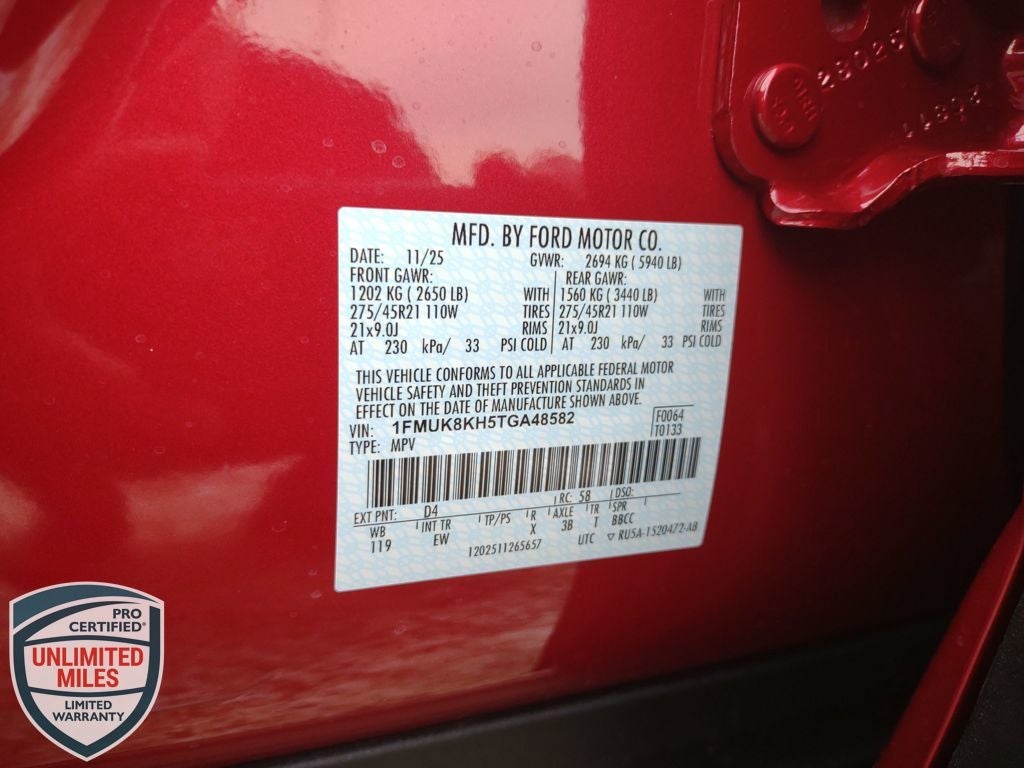 28028
11802
MFD. BY FORD MOTOR CO.
DATE: 11/25 GVWR: 2694 KG ( 5940 LB)
FRONT GAWR: REAR GAWR:
1202 KG ( 2650 LB) WITH 1560 KG ( 3440 LB) WITH
275/45R21 110W TIRES 275/45R21 110W TIRES
21x9.0J RIMS 21x9.0J RIMS
AT 230 kPa/ 33 PSI COLD AT 230 kPa/ 33 PSI COLD
THIS VEHICLE CONFORMS TO ALL APPLICABLE FEDERAL MOTOR
VEHICLE SAFETY AND THEFT PREVENTION STANDARDS IN
EFFECT ON THE DATE OF MANUFACTURE SHOWN ABOVE.
VIN: 1FMUK8KH5TGA48582 F0064
TYPE: MPV T0133
EXT PNT: D4 RC: 58 DSO:
WB INT TR TP/PS R AXLE TR SPR
119 EW X 3B T BBCC
1202511265657 UTC ▽ RU5A-1520472-AB
PRO
CERTIFIED®
UNLIMITED
MILES
LIMITED
WARRANTY